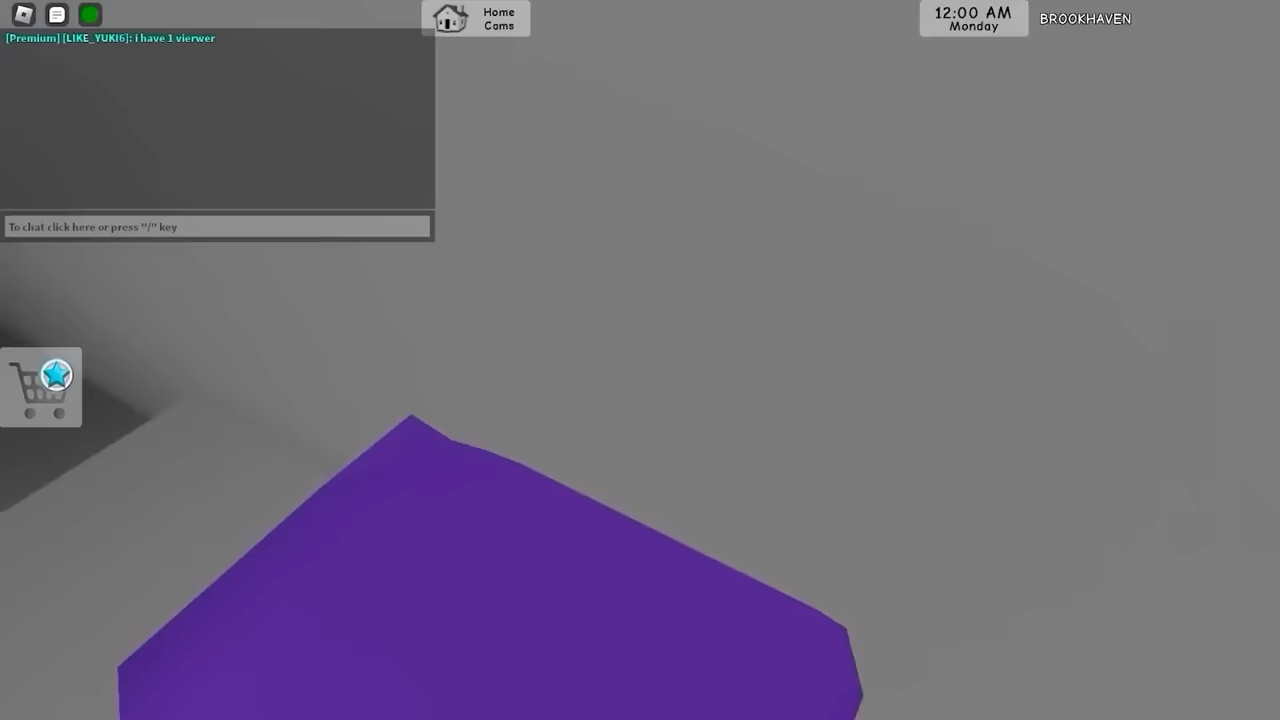 [Premium] [LIKE_YUKI6]: i have 1 vierwer
Home
Cams
12:00 AM
Monday
BROOKHAVEN
To chat click here or press "/" key